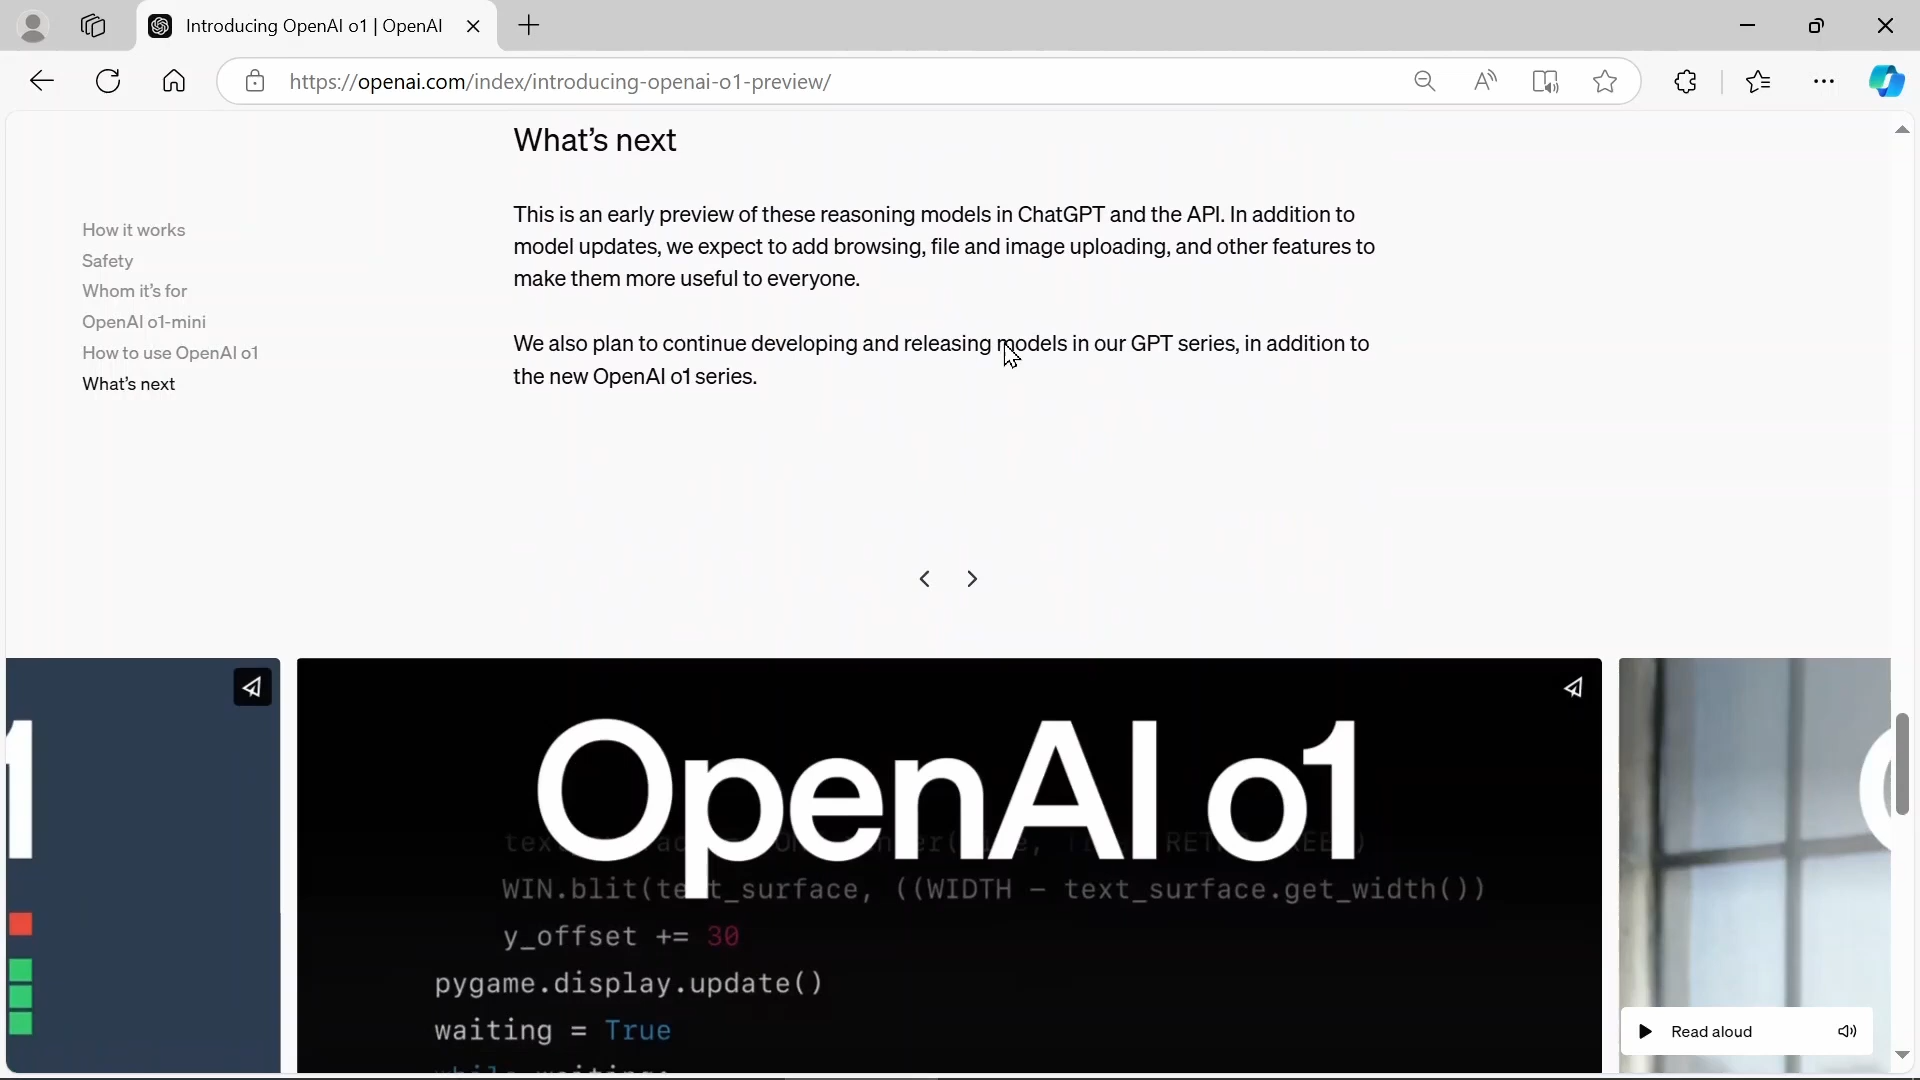 Introducing OpenAI o1 | OpenAI
https://openai.com/index/introducing-openai-o1-preview/
What's next
How it works
Safety
Whom it's for
OpenAI o1-mini
How to use OpenAI o1
What's next
This is an early preview of these reasoning models in ChatGPT and the API. In addition to
model updates, we expect to add browsing, file and image uploading, and other features to
make them more useful to everyone.
We also plan to continue developing and releasing models in our GPT series, in addition to
the new OpenAI o1 series.
1
OpenAI o1
WIN.blit(text_surface, ((WIDTH – text_surface.get_width())
y_offset += 30
pygame.display.update()
waiting = True
Read aloud